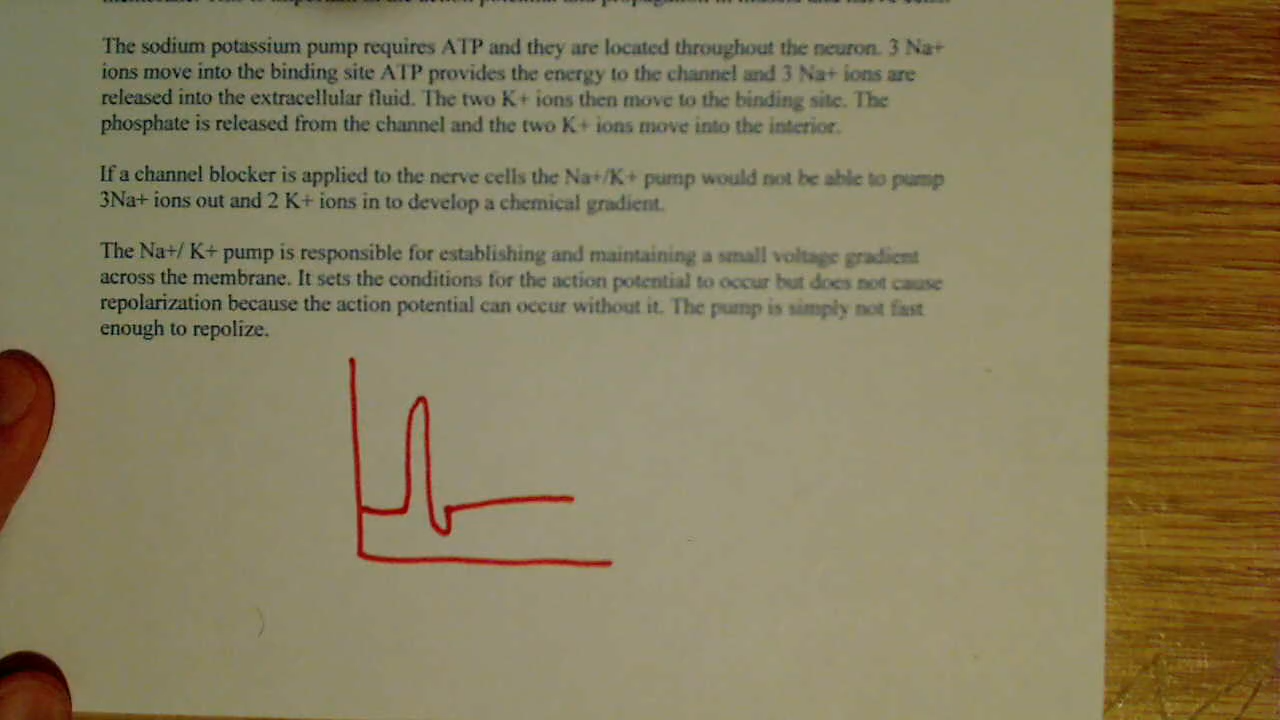 The sodium potassium pump requires ATP and they are located throughout the neuron. 3 Na+
ions move into the binding site ATP provides the energy to the channel and 3 Na+ ions are
released into the extracellular fluid. The two K+ ions then move to the binding site. The
phosphate is released from the channel and the two K+ ions move into the interior.
If a channel blocker is applied to the nerve cells the Na+/K+ pump would not be able to pump
3Na+ ions out and 2 K+ ions in to develop a chemical gradient.
The Na+/ K+ pump is responsible for establishing and maintaining a small voltage gradient
across the membrane. It sets the conditions for the action potential to occur but does not cause
repolarization because the action potential can occur without it. The pump is simply not fast
enough to repolize.